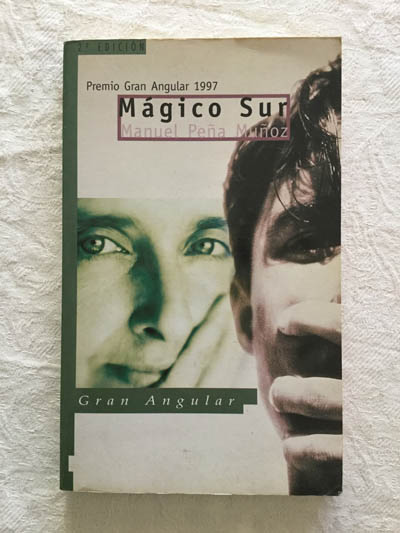 2ª EDICIÓN
Premio Gran Angular 1997
Mágico Sur
Manuel Peña Muñoz
Gran Angular